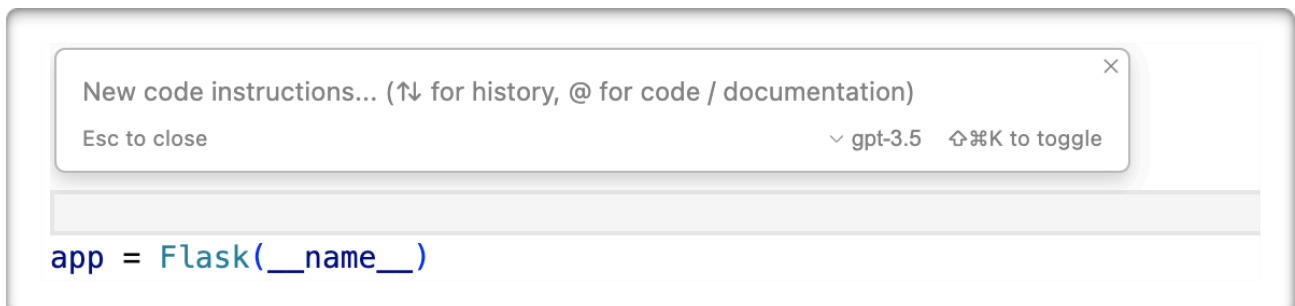 New code instructions... (↑↓ for history, @ for code / documentation)
Esc to close gpt-3.5 ⇧⌘K to toggle
app = Flask(__name__)